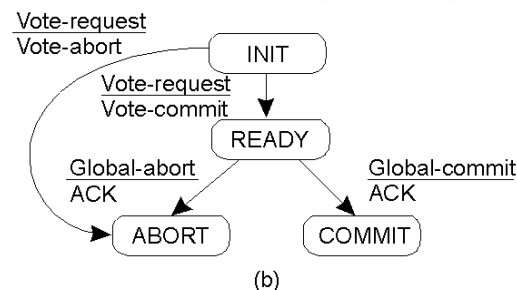 Vote-request
Vote-abort
INIT
Vote-request
Vote-commit
READY
Global-abort
ACK
Global-commit
ACK
ABORT
COMMIT
(b)